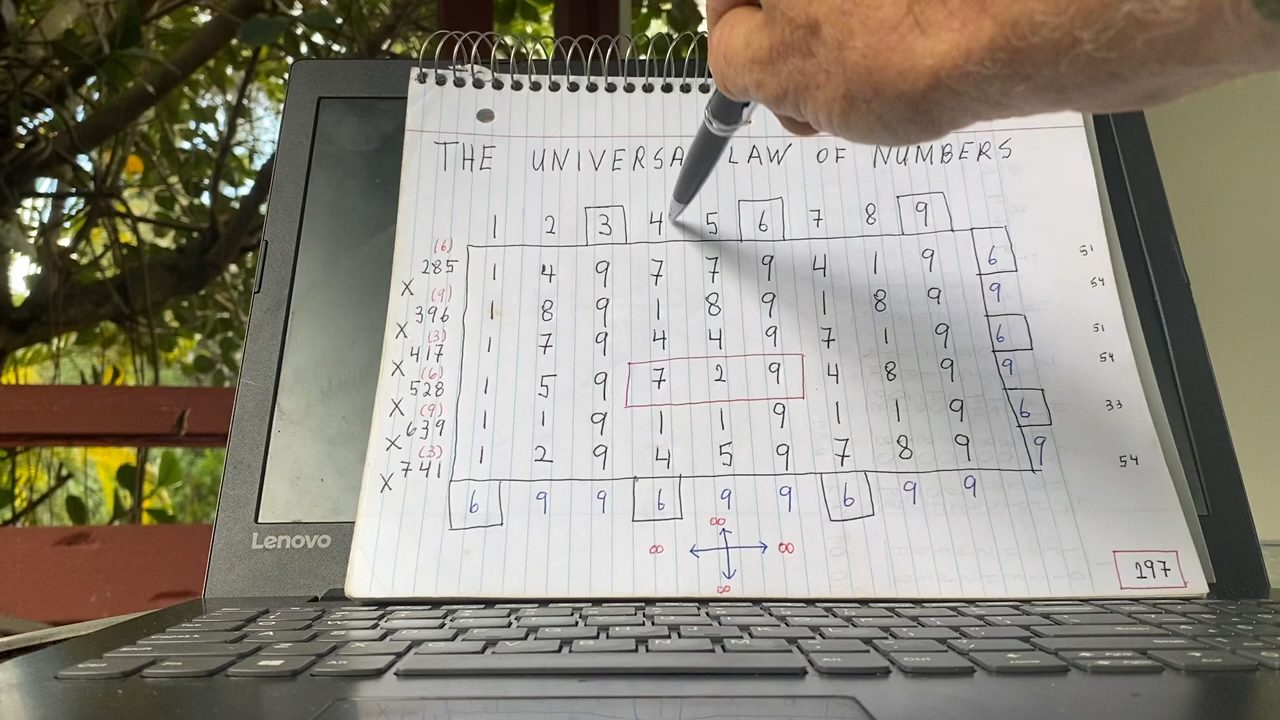 THE UNIVERSA LAW OF NUMBERS
1 2 3 4 5 6 7 8 9
(6)
285 1 4 9 7 7 9 4 1 9 6 51
X (9)
396 1 8 9 1 8 9 1 8 9 9 54
X (3)
417 1 7 9 4 4 9 7 1 9 6 51
X (6)
528 1 5 9 7 2 9 4 8 9 9 54
X (9)
639 1 1 9 1 1 9 1 1 9 6 33
X (3)
741 1 2 9 4 5 9 7 8 9 9 54
X
6 9 9 6 9 9 6 9 9
∞
∞ ∞
∞
197
Lenovo